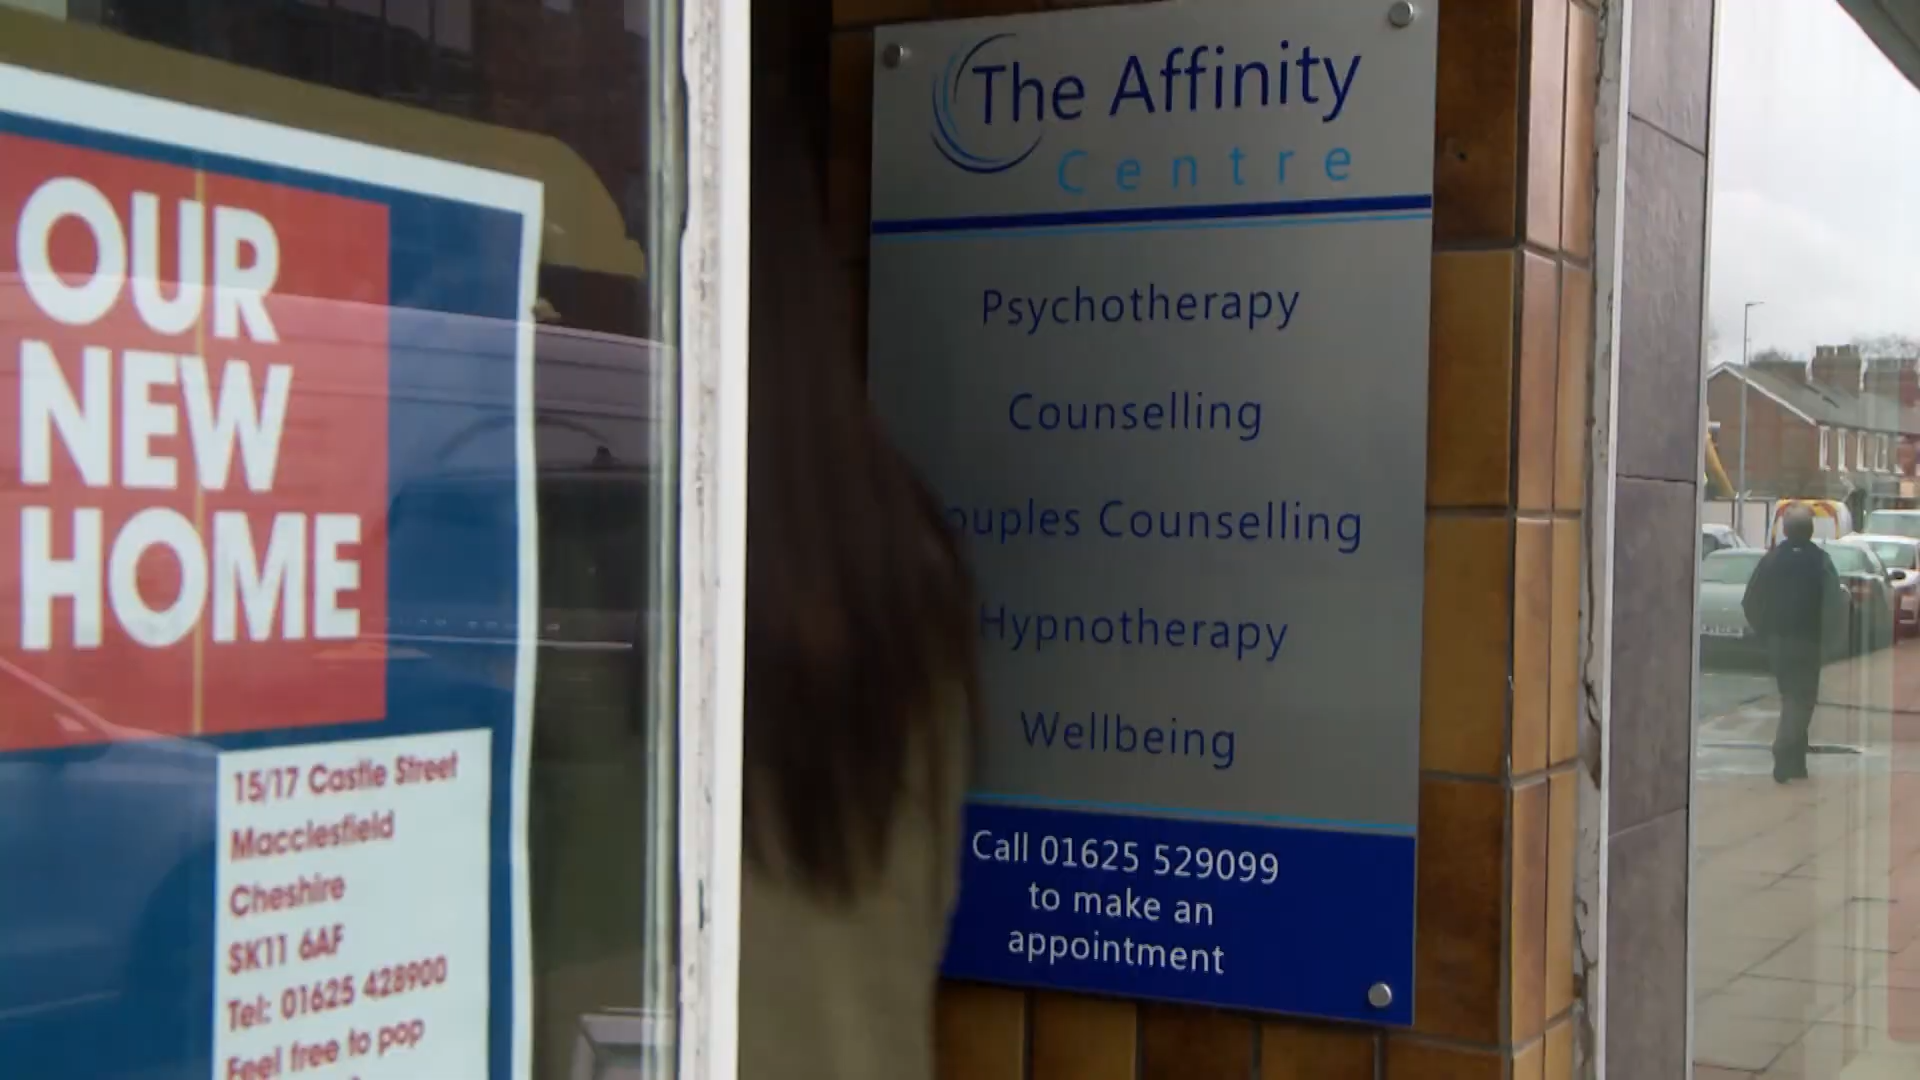 OUR
NEW
HOME
15/17 Castle Street
Macclesfield
Cheshire
SK11 6AF
Tel: 01625 428900
Feel free to pop
The Affinity
Centre
Psychotherapy
Counselling
ouples Counselling
Hypnotherapy
Wellbeing
Call 01625 529099
to make an
appointment